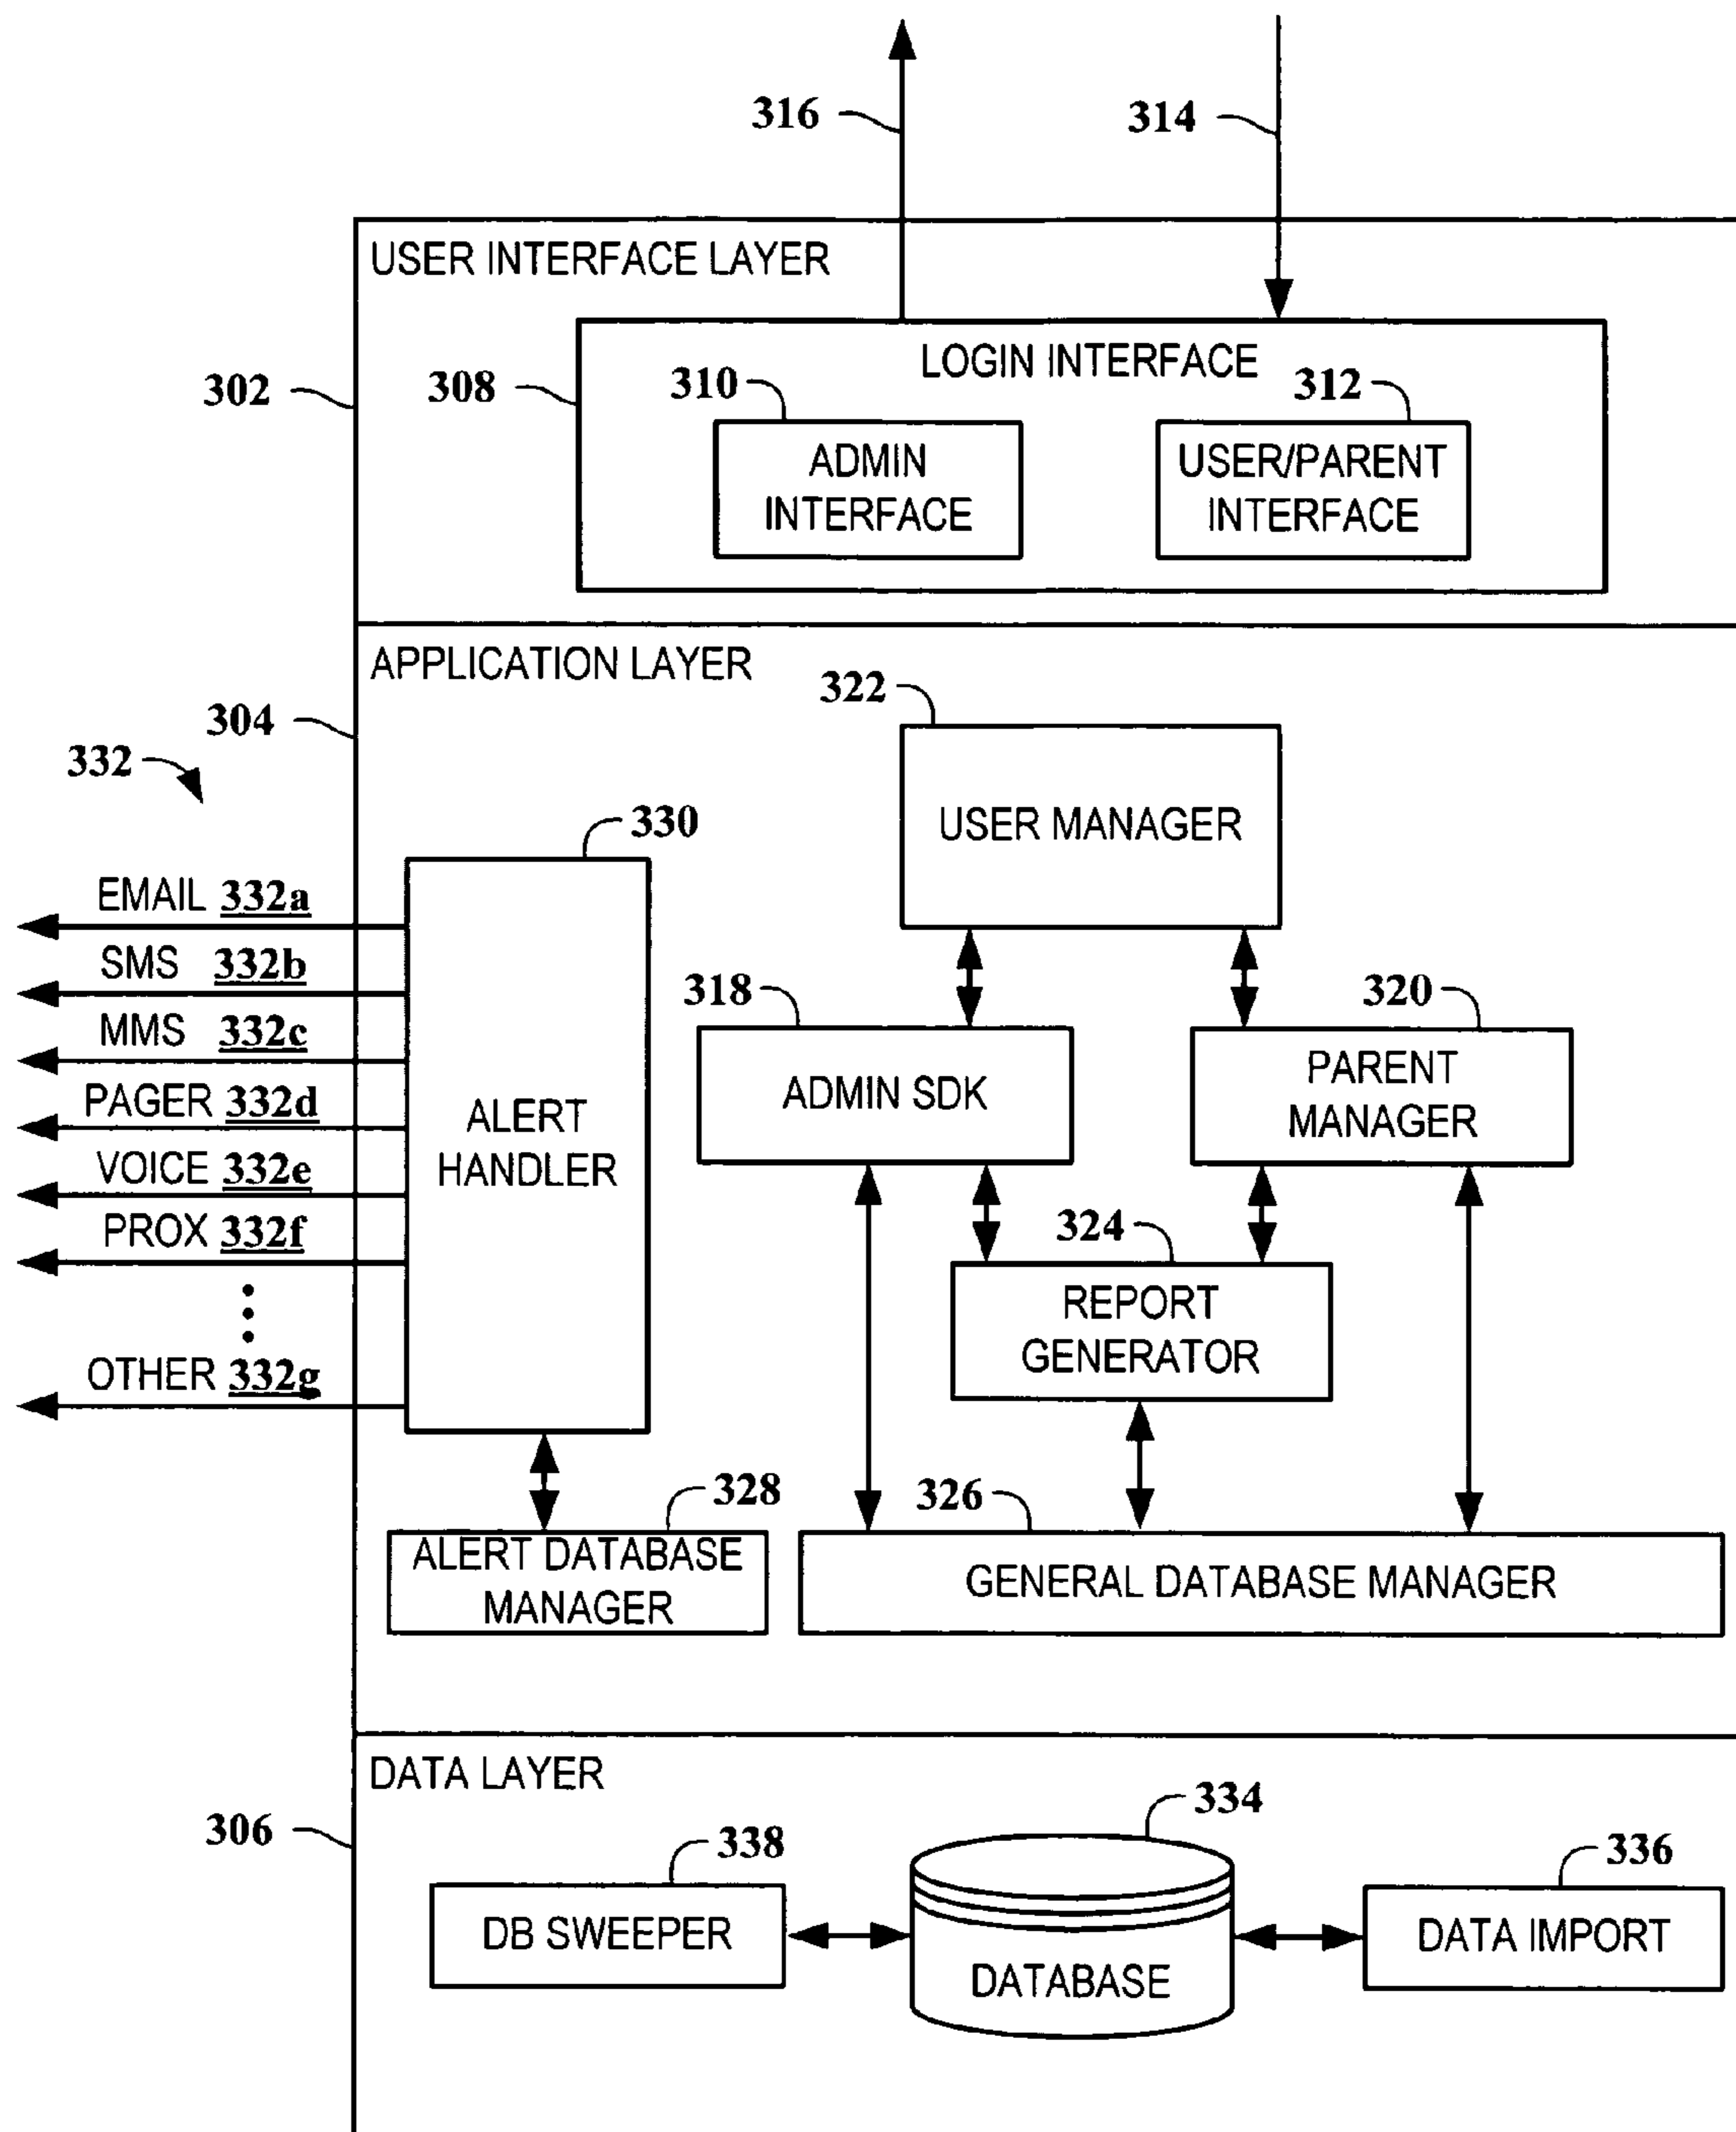 316
314
USER INTERFACE LAYER
LOGIN INTERFACE
302
308
310
312
ADMIN
INTERFACE
USER/PARENT
INTERFACE
APPLICATION LAYER
322
304
332
USER MANAGER
330
EMAIL 332a
SMS 332b
MMS 332c
PAGER 332d
VOICE 332e
PROX 332f
OTHER 332g
ALERT
HANDLER
318
320
ADMIN SDK
PARENT
MANAGER
324
REPORT
GENERATOR
328
326
ALERT DATABASE
MANAGER
GENERAL DATABASE MANAGER
DATA LAYER
306
338
334
336
DB SWEEPER
DATABASE
DATA IMPORT